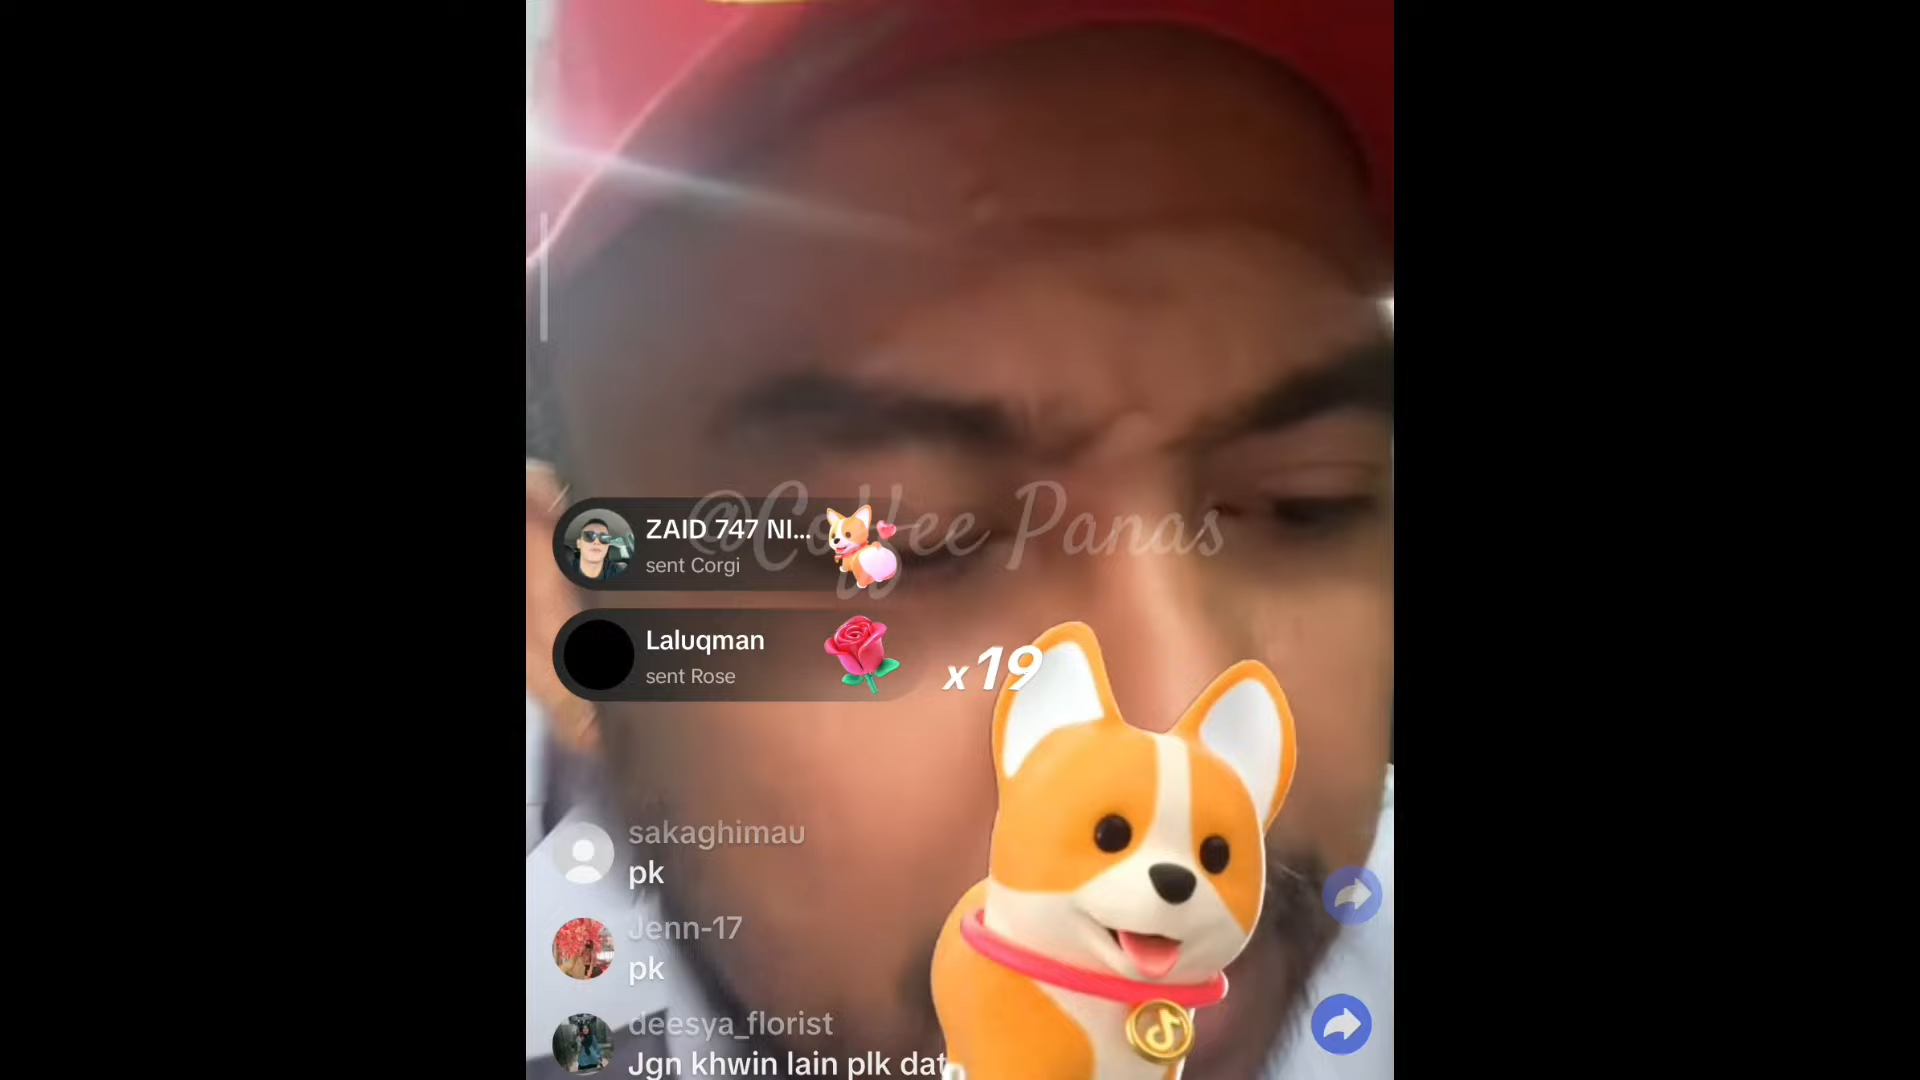 @Coffee Panas
ZAID 747 NI...
sent Corgi
Laluqman
sent Rose
x19
sakaghimau
pk
Jenn-17
pk
deesya_florist
Jgn khwin lain plk dat